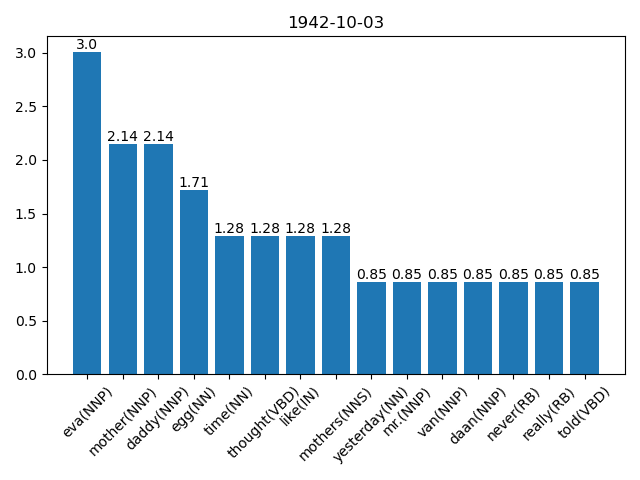 1942-10-03
3.0
2.5
2.0
1.5
1.0
0.5
0.0
3.0
2.14
2.14
1.71
1.28
1.28
1.28
1.28
0.85
0.85
0.85
0.85
0.85
0.85
0.85
eva(NNP)
mother(NNP)
daddy(NNP)
egg(NN)
time(NN)
thought(VBD)
like(IN)
mothers(NNS)
yesterday(NN)
mr.(NNP)
van(NNP)
daan(NNP)
never(RB)
really(RB)
told(VBD)